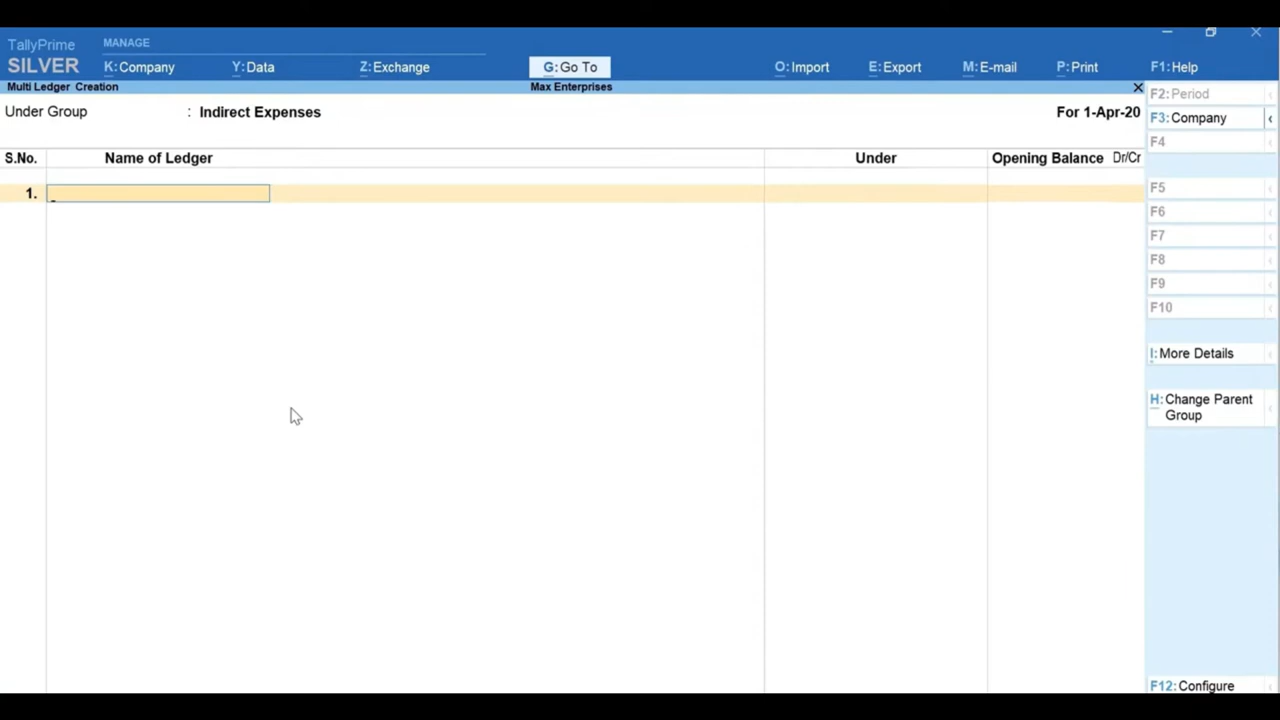 TallyPrime
MANAGE
SILVER
K:Company
Y:Data
Z:Exchange
G:Go To
O:Import
E:Export
M:E-mail
P:Print
F1:Help
Multi Ledger Creation
Max Enterprises
Under Group : Indirect Expenses
For 1-Apr-20
S.No. Name of Ledger Under Opening Balance Dr/Cr
1.
F2:Period
F3:Company
F4
F5
F6
F7
F8
F9
F10
I:More Details
H:Change Parent
Group
F12:Configure